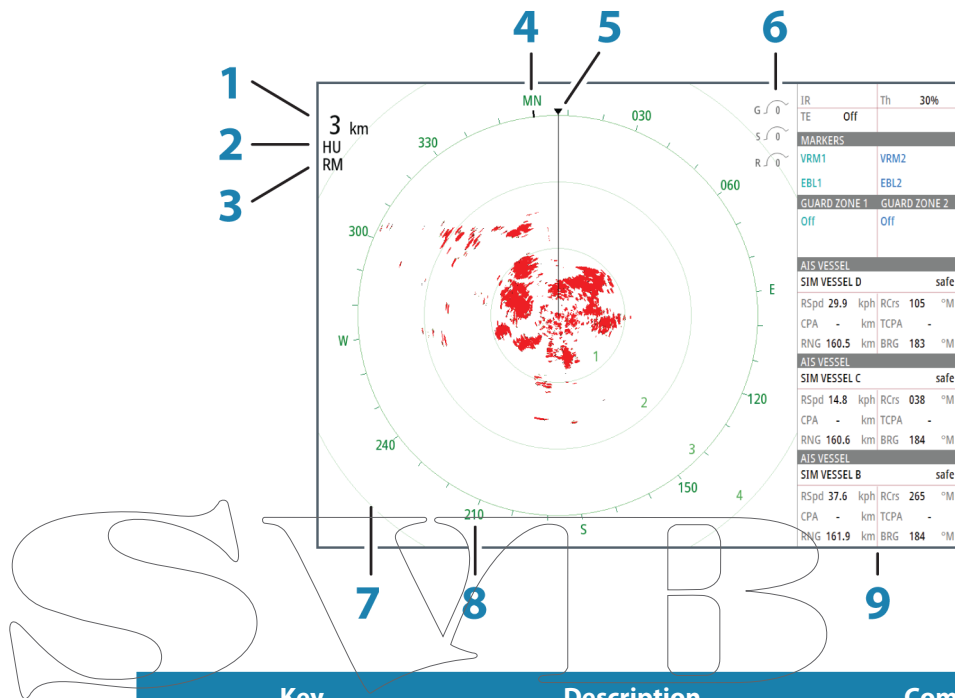 4 5 6
1
2
3
3 km
HU
RM
MN
030
060
E
120
150
S
210
240
W
300
330
1
2
3
4
G 0
S 0
R 0
IR Th 30%
TE Off
MARKERS
VRM1 VRM2
EBL1 EBL2
GUARD ZONE 1 GUARD ZONE 2
Off Off
AIS VESSEL
SIM VESSEL D safe
RSpd 29.9 kph RCrs 105 °M
CPA - km TCPA -
RNG 160.5 km BRG 183 °M
AIS VESSEL
SIM VESSEL C safe
RSpd 14.8 kph RCrs 038 °M
CPA - km TCPA -
RNG 160.6 km BRG 184 °M
AIS VESSEL
SIM VESSEL B safe
RSpd 37.6 kph RCrs 265 °M
CPA - km TCPA -
RNG 161.9 km BRG 184 °M
7 8 9
SVB
Key Description